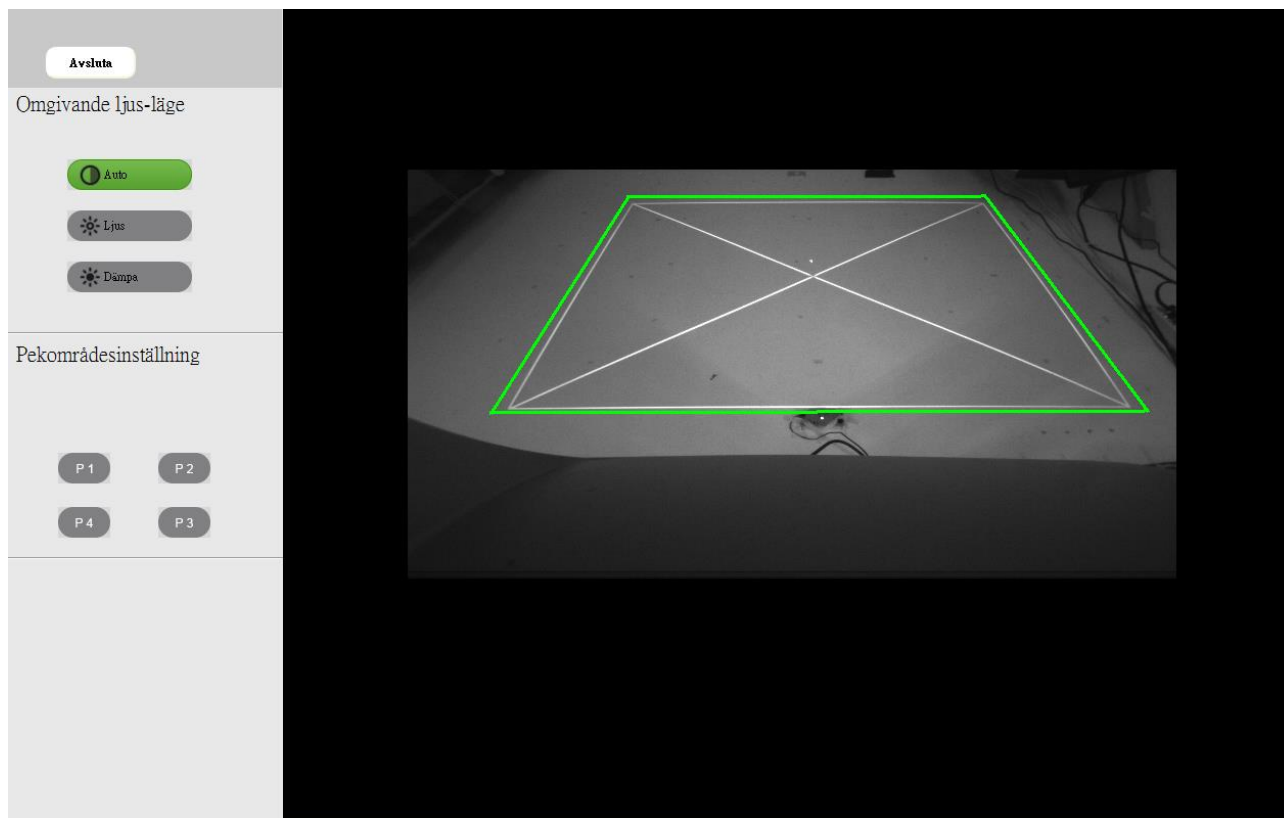 Avsluta
Omgivande ljus-läge
Auto
Ljus
Dämpa
Pekområdesinställning
P1 P2
P4 P3